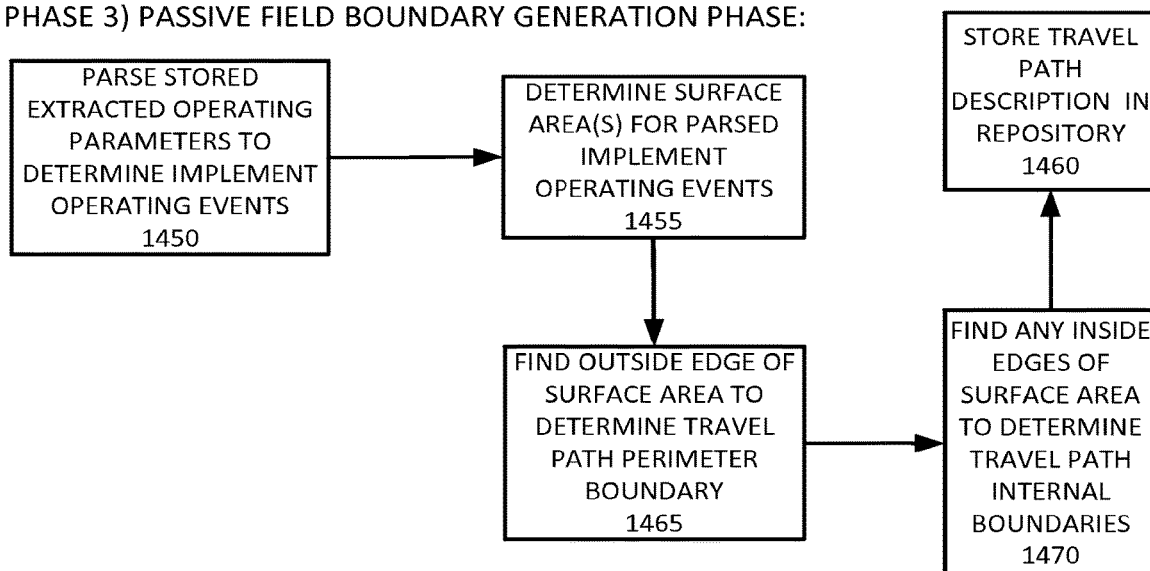 PHASE 3) PASSIVE FIELD BOUNDARY GENERATION PHASE:
PARSE STORED
EXTRACTED OPERATING
PARAMETERS TO
DETERMINE IMPLEMENT
OPERATING EVENTS
1450
DETERMINE SURFACE
AREA(S) FOR PARSED
IMPLEMENT
OPERATING EVENTS
1455
FIND OUTSIDE EDGE OF
SURFACE AREA TO
DETERMINE TRAVEL
PATH PERIMETER
BOUNDARY
1465
FIND ANY INSIDE
EDGES OF
SURFACE AREA
TO DETERMINE
TRAVEL PATH
INTERNAL
BOUNDARIES
1470
STORE TRAVEL
PATH
DESCRIPTION IN
REPOSITORY
1460